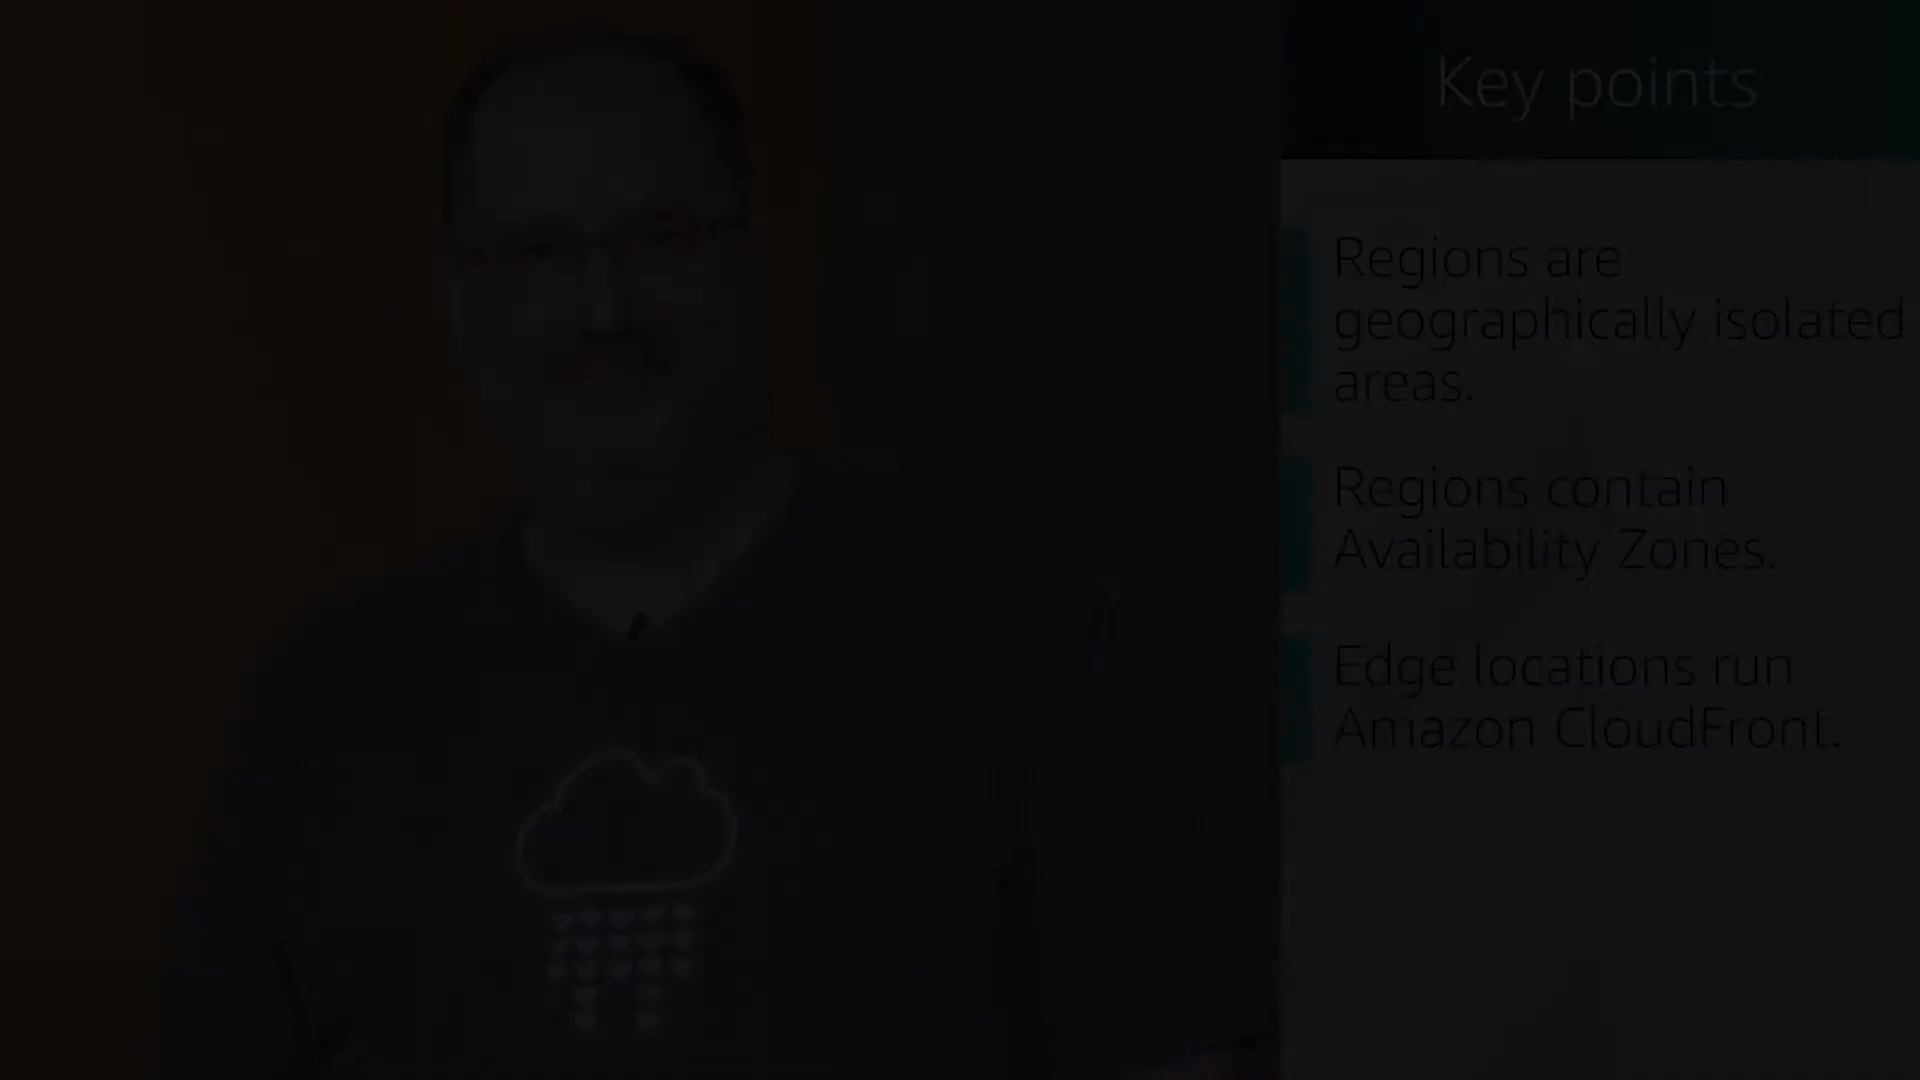 Key points
Regions are
geographically isolated
areas.
Regions contain
Availability Zones.
Edge locations run
Amazon CloudFront.